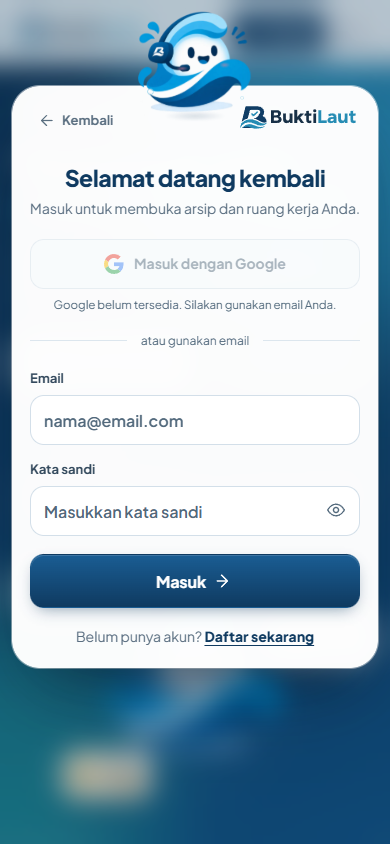 Kembali
BuktiLaut
Selamat datang kembali
Masuk untuk membuka arsip dan ruang kerja Anda.
Masuk dengan Google
Google belum tersedia. Silakan gunakan email Anda.
atau gunakan email
Email
nama@email.com
Kata sandi
Masukkan kata sandi
Masuk
Belum punya akun? Daftar sekarang